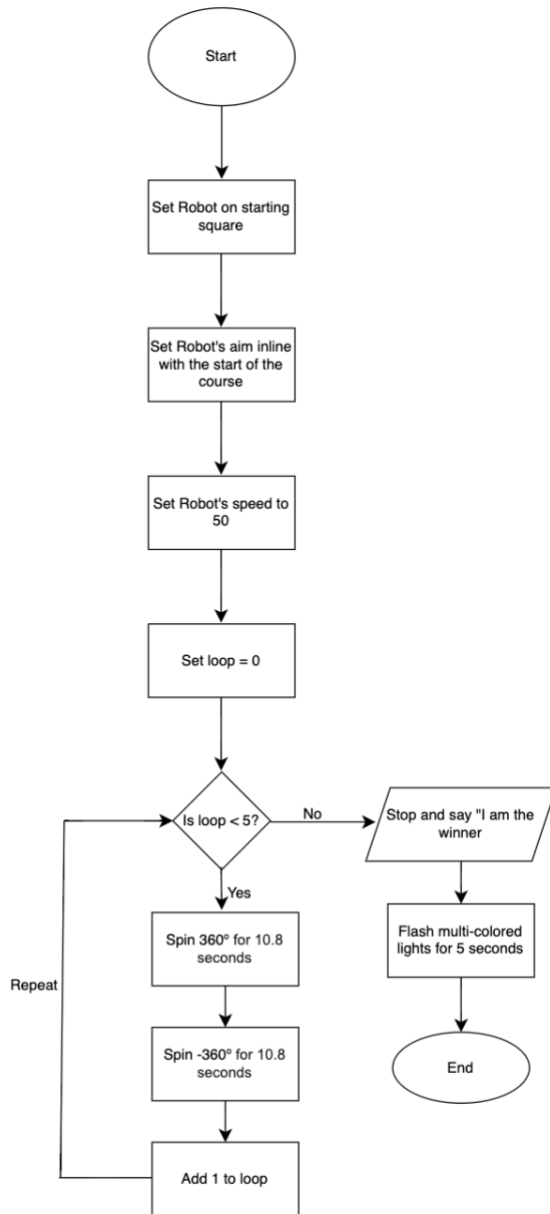 Start
Set Robot on starting
square
Set Robot's aim inline
with the start of the
course
Set Robot's speed to
50
Set loop = 0
Is loop < 5?
No
Stop and say "I am the
winner
Yes
Flash multi-colored
lights for 5 seconds
Spin 360º for 10.8
seconds
Repeat
Spin -360º for 10.8
seconds
End
Add 1 to loop